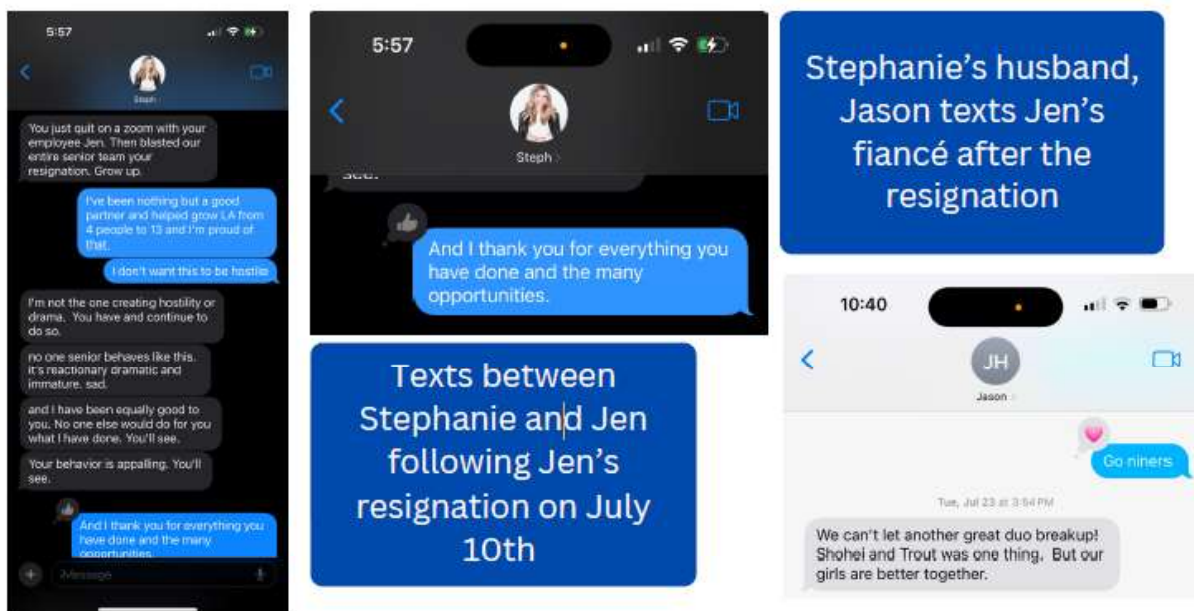 5:57
Steph
You just quit on a zoom with your
employee Jen. Then blasted our
entire senior team your
resignation. Grow up.
I've been nothing but a good
partner and helped grow LA from
4 people to 13 and I'm proud of
that.
I don't want this to be hostile
I'm not the one creating hostility or
drama. You have and continue to
do so.
no one senior behaves like this.
it's reactionary dramatic and
immature. sad.
and I have been equally good to
you. No one else would do for you
what I have done. You'll see.
Your behavior is appalling. You'll
see.
And I thank you for everything you
have done and the many
opportunities.
iMessage
5:57
Steph
see.
And I thank you for everything you
have done and the many
opportunities.
Texts between
Stephanie and Jen
following Jen's
resignation on July
10th
Stephanie's husband,
Jason texts Jen's
fiancé after the
resignation
10:40
JH
Jason
Go niners
Tue, Jul 23 at 3:54 PM
We can't let another great duo breakup!
Shohei and Trout was one thing. But our
girls are better together.